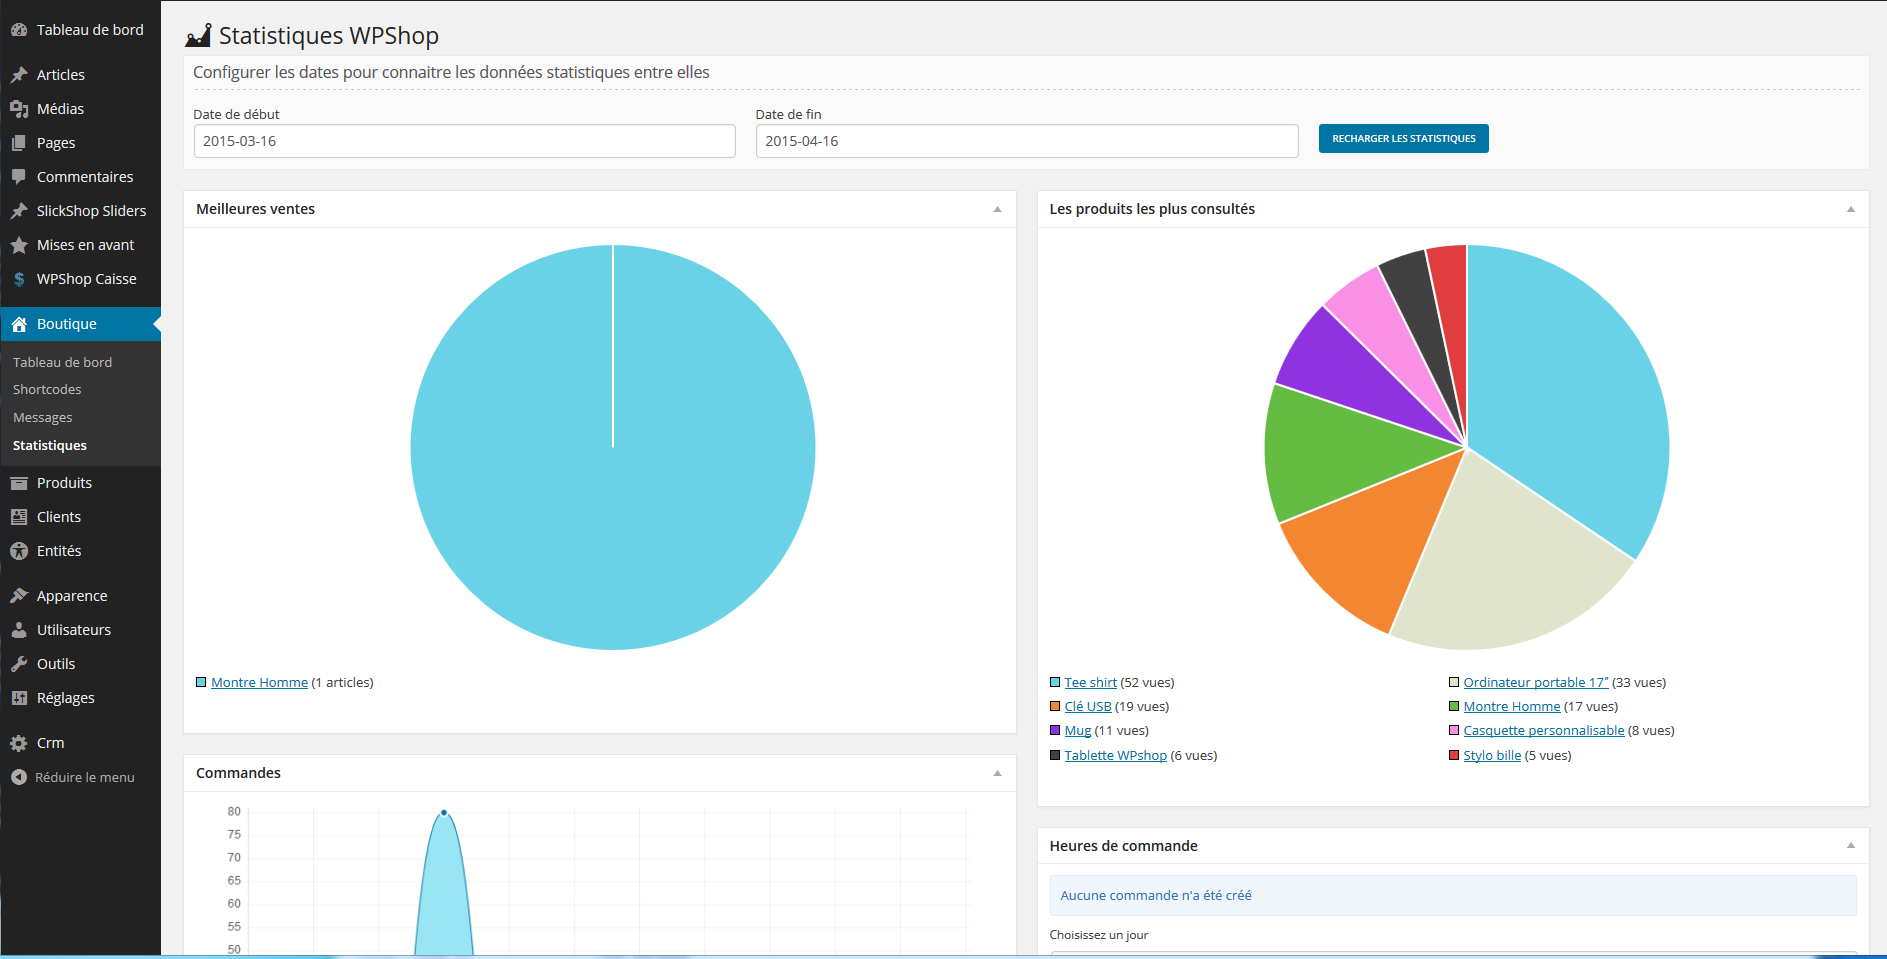 Tableau de bord
Articles
Médias
Pages
Commentaires
SlickShop Sliders
Mises en avant
WPShop Caisse
Boutique
Tableau de bord
Shortcodes
Messages
Statistiques
Produits
Clients
Entités
Apparence
Utilisateurs
Outils
Réglages
Crm
Réduire le menu
Statistiques WPShop
Configurer les dates pour connaitre les données statistiques entre elles
Date de début
2015-03-16
Date de fin
2015-04-16
RECHARGER LES STATISTIQUES
Meilleures ventes
Montre Homme (1 articles)
Commandes
80
75
70
65
60
55
50
Les produits les plus consultés
Tee shirt (52 vues)
Ordinateur portable 17″ (33 vues)
Clé USB (19 vues)
Montre Homme (17 vues)
Mug (11 vues)
Casquette personnalisable (8 vues)
Tablette WPshop (6 vues)
Stylo bille (5 vues)
Heures de commande
Aucune commande n'a été créé
Choisissez un jour